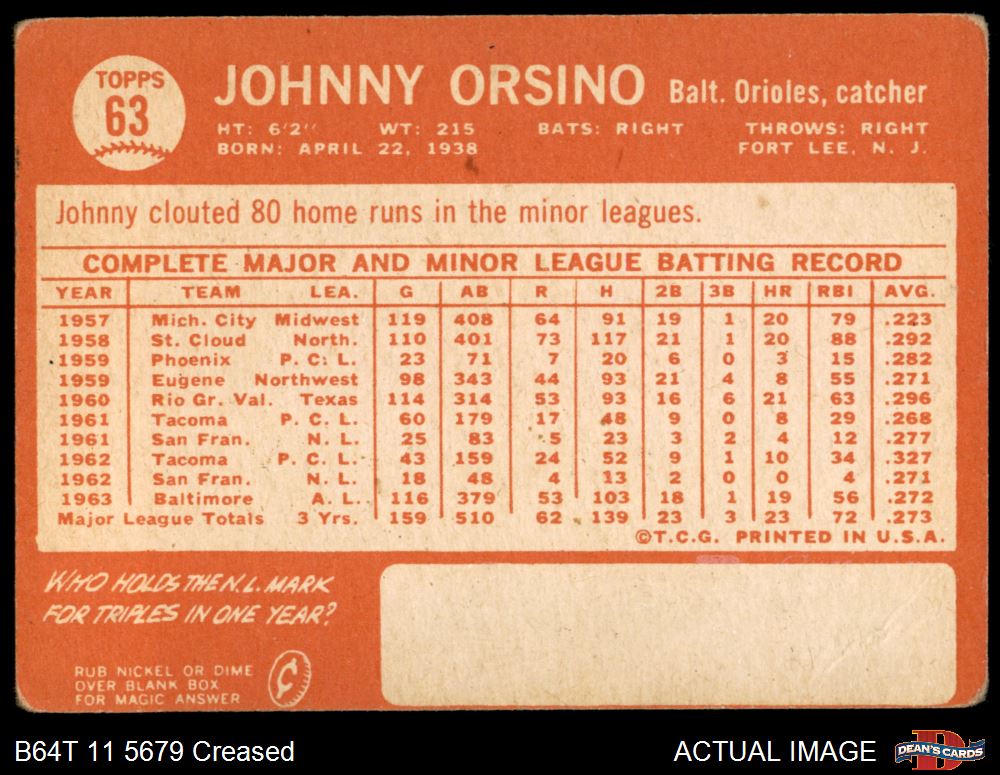 TOPPS
63
JOHNNY ORSINO Balt. Orioles, catcher
HT: 6'2" WT: 215 BATS: RIGHT THROWS: RIGHT
BORN: APRIL 22, 1938 FORT LEE, N. J.
Johnny clouted 80 home runs in the minor leagues.
COMPLETE MAJOR AND MINOR LEAGUE BATTING RECORD
YEAR TEAM LEA. G AB R H 2B 3B HR RBI AVG.
1957 Mich. City Midwest 119 408 64 91 19 1 20 79 .223
1958 St. Cloud North. 110 401 73 117 21 1 20 88 .292
1959 Phoenix P. C. L. 23 71 7 20 6 0 3 15 .282
1959 Eugene Northwest 98 343 44 93 21 4 8 55 .271
1960 Rio Gr. Val. Texas 114 314 53 93 16 6 21 63 .296
1961 Tacoma P. C. L. 60 179 17 48 9 0 8 29 .268
1961 San Fran. N. L. 25 83 5 23 3 2 4 12 .277
1962 Tacoma P. C. L. 43 159 24 52 9 1 10 34 .327
1962 San Fran. N. L. 18 48 4 13 2 0 0 4 .271
1963 Baltimore A. L. 116 379 53 103 18 1 19 56 .272
Major League Totals 3 Yrs. 159 510 62 139 23 3 23 72 .273
©T.C.G. PRINTED IN U.S.A.
WHO HOLDS THE N.L. MARK
FOR TRIPLES IN ONE YEAR?
RUB NICKEL OR DIME
OVER BLANK BOX
FOR MAGIC ANSWER
B64T 11 5679 Creased ACTUAL IMAGE DEAN'S CARDS